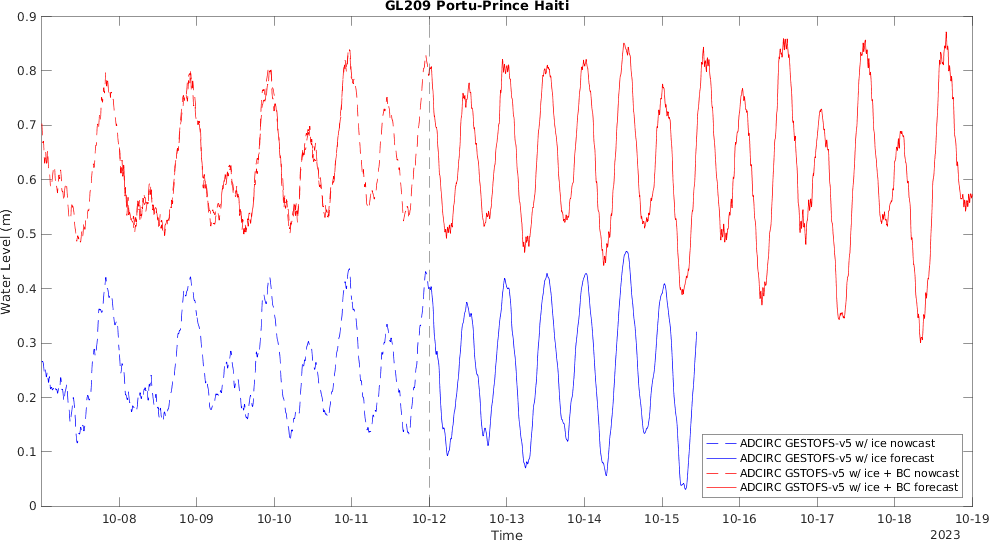 GL209 Portu-Prince Haiti
0.9
0.8
0.7
0.6
0.5
0.4
0.3
0.2
0.1
0
Water Level (m)
ADCIRC GESTOFS-v5 w/ ice nowcast
ADCIRC GESTOFS-v5 w/ ice forecast
ADCIRC GSTOFS-v5 w/ ice + BC nowcast
ADCIRC GSTOFS-v5 w/ ice + BC forecast
10-08 10-09 10-10 10-11 10-12 10-13 10-14 10-15 10-16 10-17 10-18 10-19
Time
2023